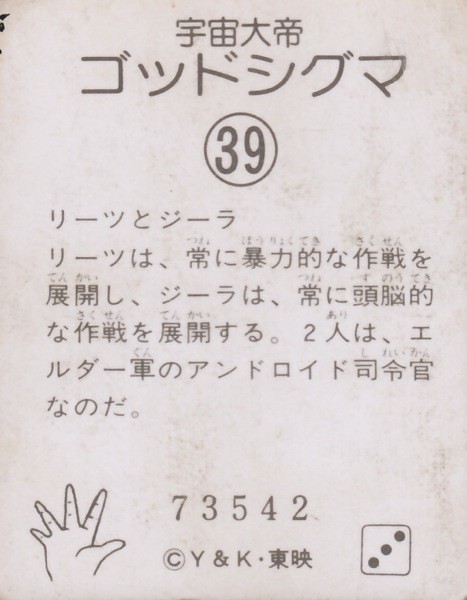 宇宙大帝
ゴッドシグマ
39
リーツとジーラ
リーツは、常に暴力的な作戦を
展開し、ジーラは、常に頭脳的
な作戦を展開する。2人は、エ
ルダー軍のアンドロイド司令官
なのだ。
73542
©Y&K・東映